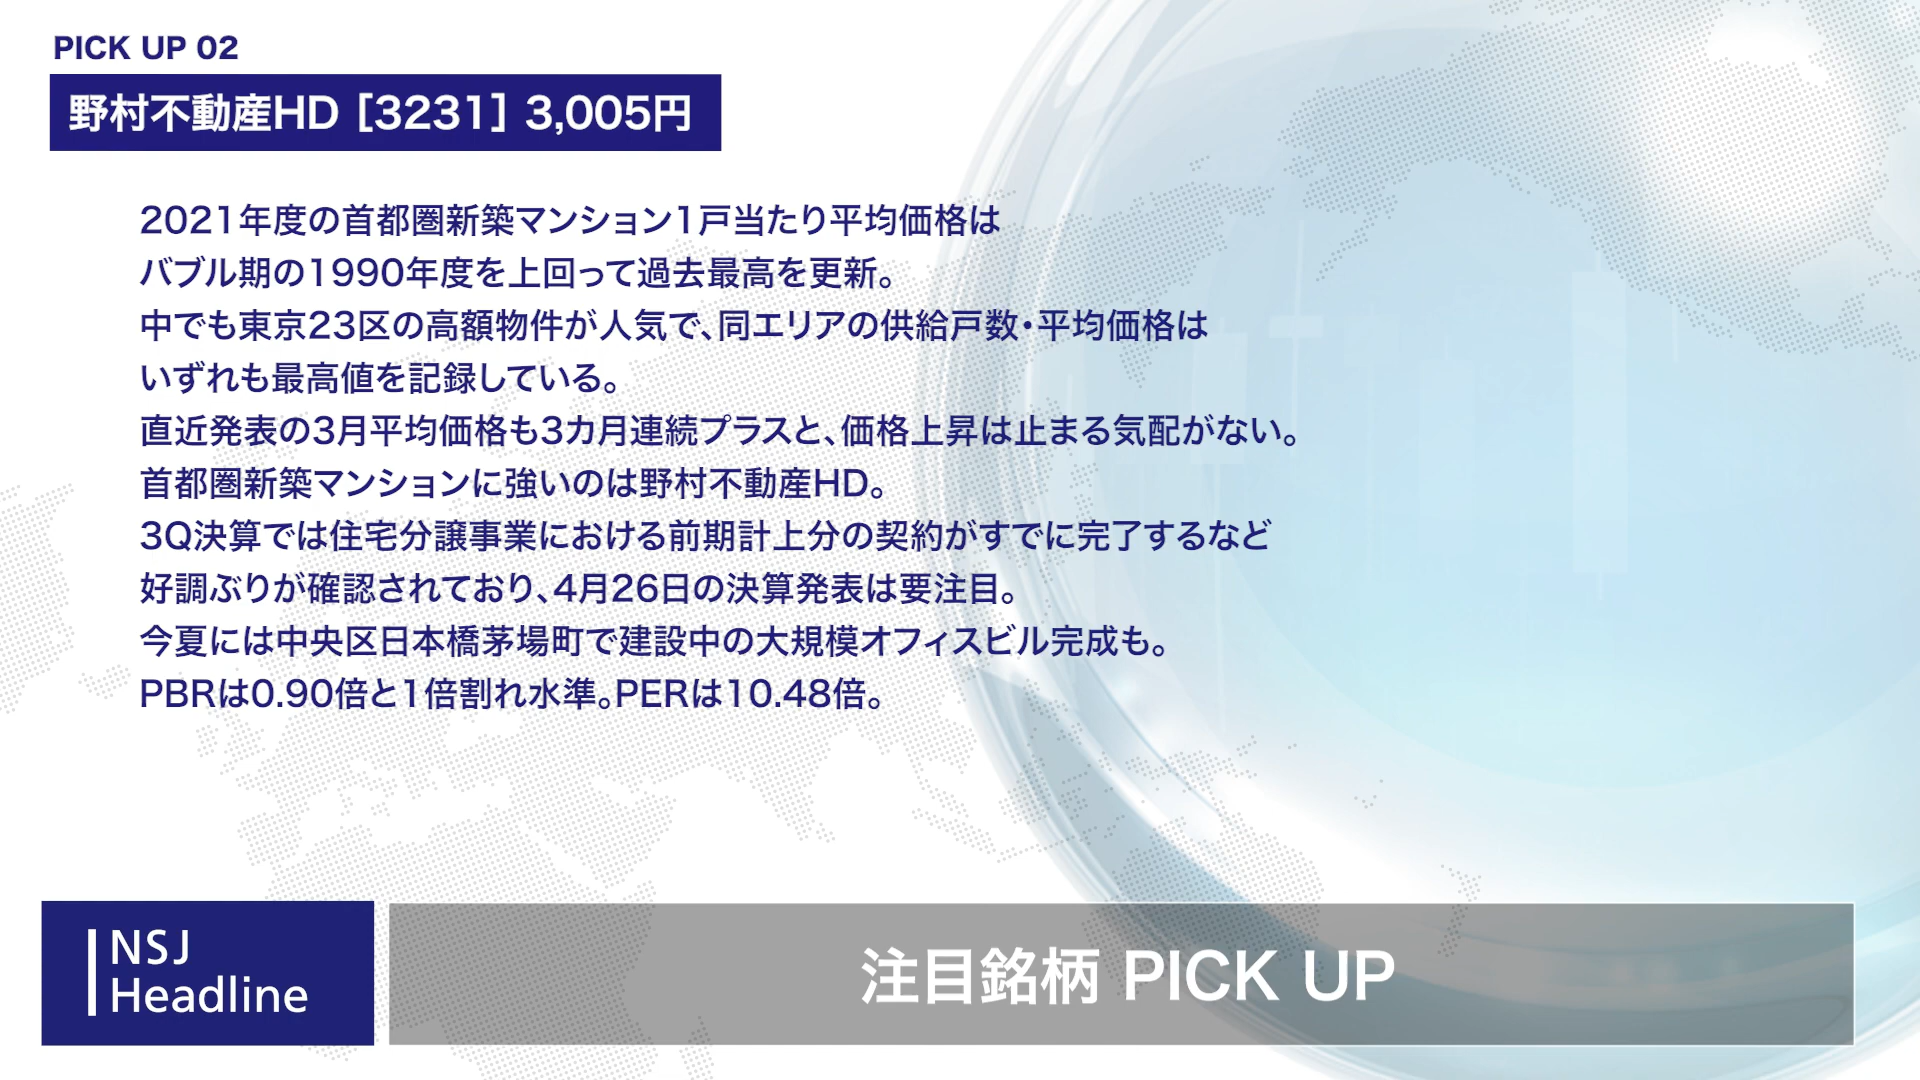 PICK UP 02
野村不動産HD [3231] 3,005円
2021年度の首都圏新築マンション1戸当たり平均価格は
バブル期の1990年度を上回って過去最高を更新。
中でも東京23区の高額物件が人気で、同エリアの供給戸数・平均価格は
いずれも最高値を記録している。
直近発表の3月平均価格も3カ月連続プラスと、価格上昇は止まる気配がない。
首都圏新築マンションに強いのは野村不動産HD。
3Q決算では住宅分譲事業における前期計上分の契約がすでに完了するなど
好調ぶりが確認されており、4月26日の決算発表は要注目。
今夏には中央区日本橋茅場町で建設中の大規模オフィスビル完成も。
PBRは0.90倍と1倍割れ水準。PERは10.48倍。
NSJ
Headline
注目銘柄 PICK UP